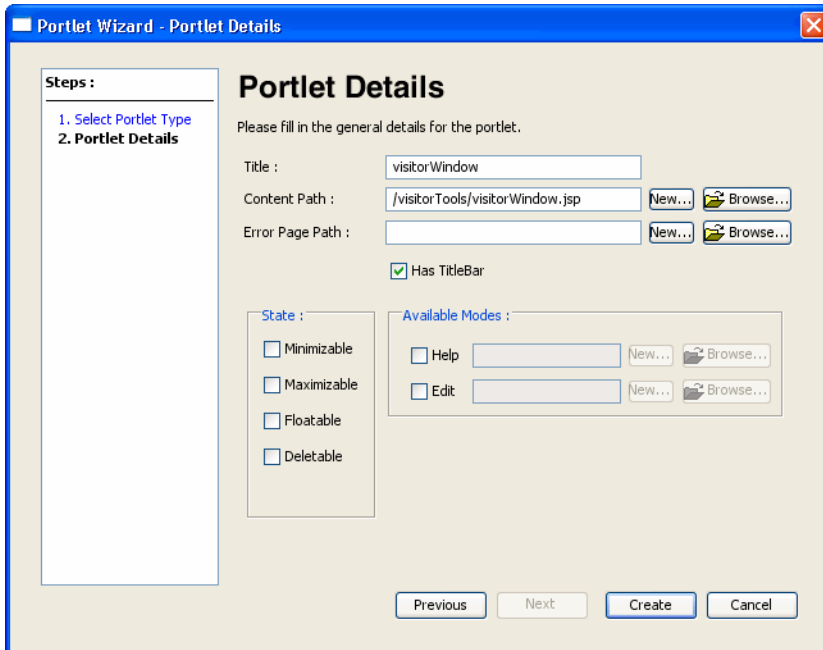 Portlet Wizard - Portlet Details
Steps :
1. Select Portlet Type
2. Portlet Details
Portlet Details
Please fill in the general details for the portlet.
Title : visitorWindow
Content Path : /visitorTools/visitorWindow.jsp New... Browse...
Error Page Path : New... Browse...
Has TitleBar
State :
Minimizable
Maximizable
Floatable
Deletable
Available Modes :
Help New... Browse...
Edit New... Browse...
Previous Next Create Cancel